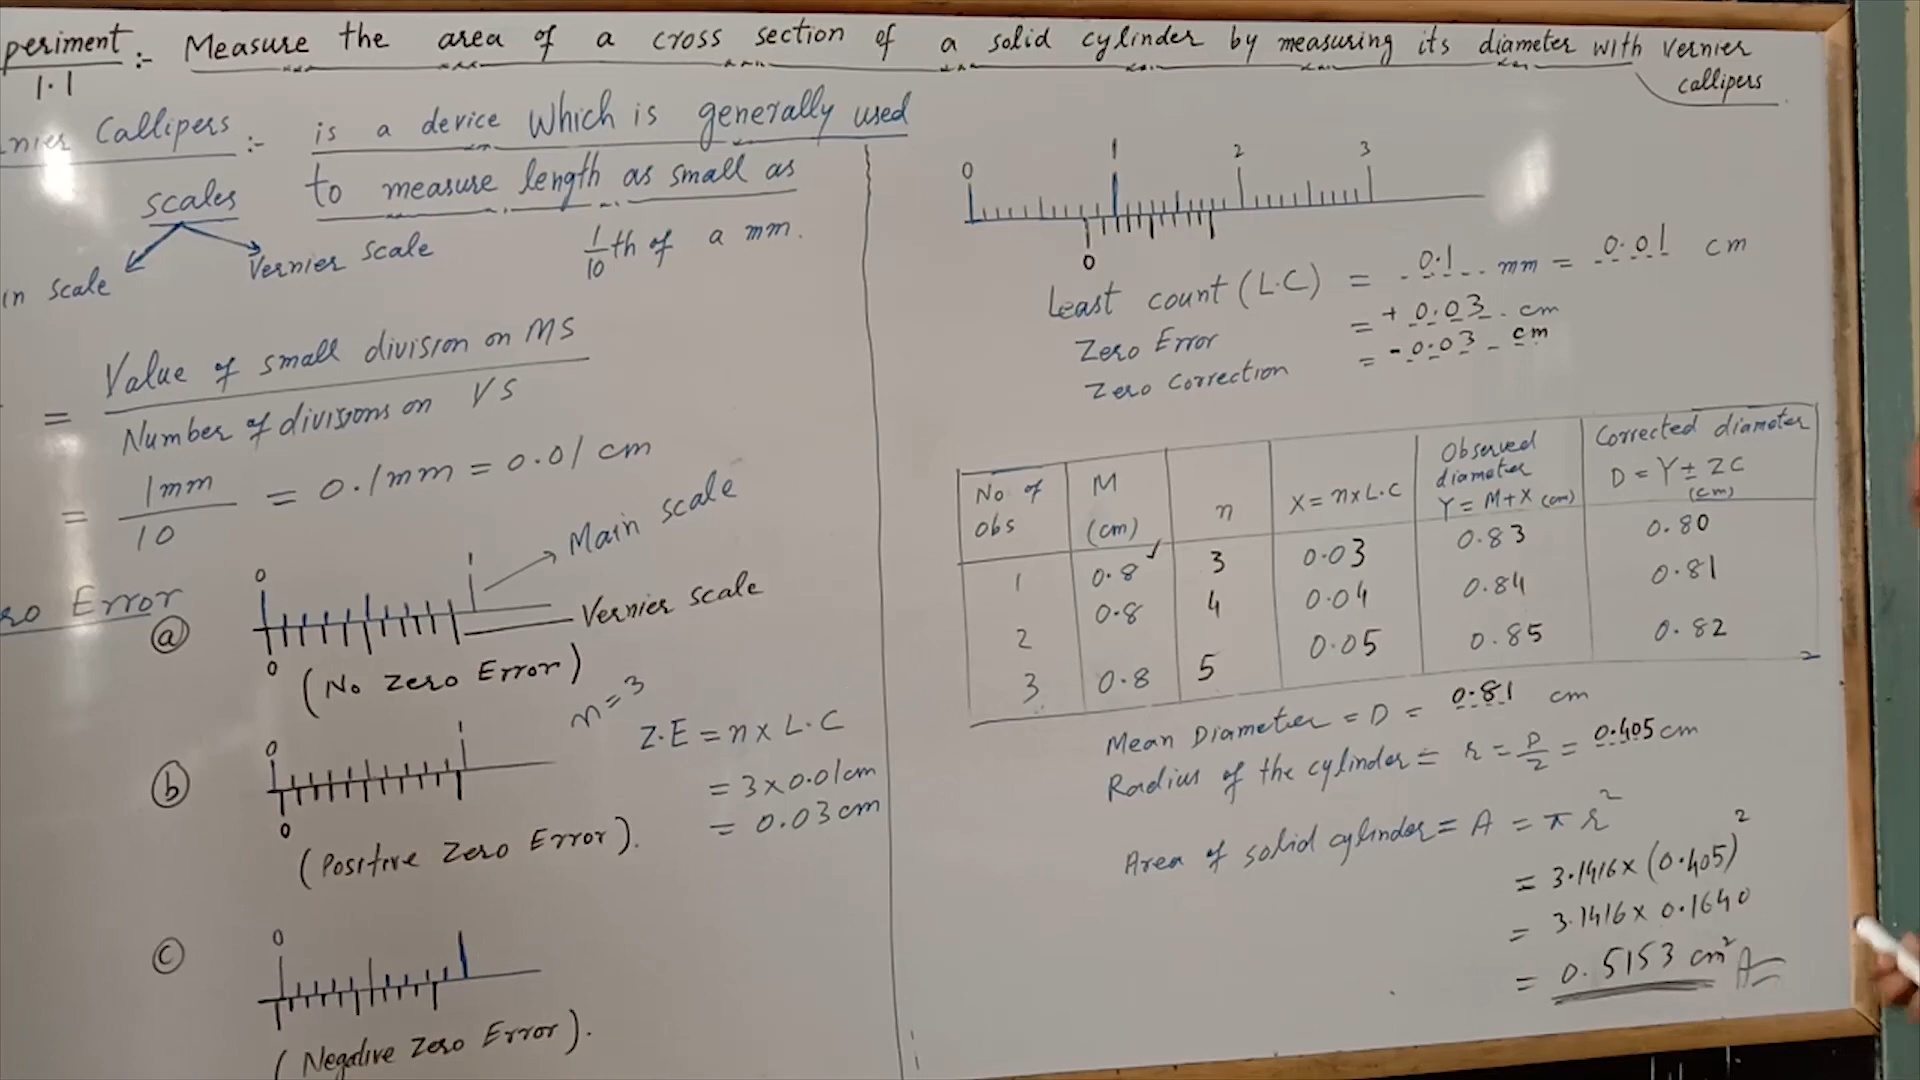 periment :- Measure the area of a cross section of a solid cylinder by measuring its diameter with vernier
1.1
callipers
nier Callipers :- is a device which is generally used
to measure length as small as
1/10 th of a mm.
scales
in scale
Vernier scale
= Value of small division on MS / Number of divisions on VS
= 1mm / 10 = 0.1mm = 0.01 cm
ro Error
(a)
0
1
Main scale
Vernier scale
0
(No Zero Error)
(b)
0
1
0
(Positive Zero Error).
n = 3
Z.E = n x L.C
= 3 x 0.01cm
= 0.03cm
(c)
0
(Negative Zero Error).
0 1 2 3
0
Least count (L.C) = 0.1 mm = 0.01 cm
Zero Error = + 0.03 cm
Zero Correction = - 0.03 cm
No of obs | M (cm) | n | X = n x L.C | Observed diameter Y = M + X (cm) | Corrected diameter D = Y ± ZC (cm)
1 | 0.8 | 3 | 0.03 | 0.83 | 0.80
2 | 0.8 | 4 | 0.04 | 0.84 | 0.81
3 | 0.8 | 5 | 0.05 | 0.85 | 0.82
Mean Diameter = D = 0.81 cm
Radius of the cylinder = r = D/2 = 0.405 cm
Area of solid cylinder = A = π r²
= 3.1416 x (0.405)²
= 3.1416 x 0.1640
= 0.5153 cm²